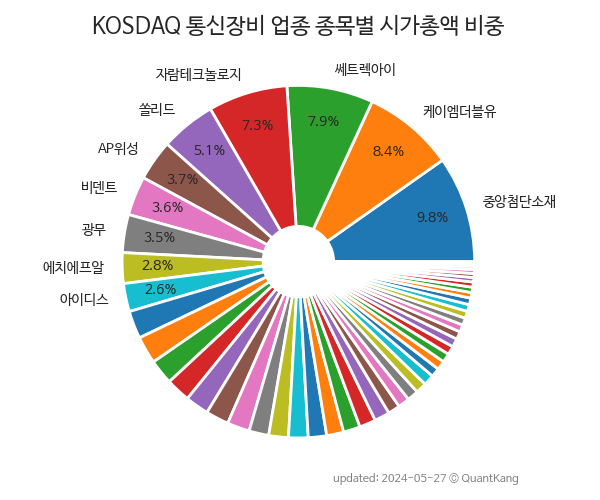 KOSDAQ 통신장비 업종 종목별 시가총액 비중
쎄트렉아이
자람테크놀로지
케이엠더블유
쏠리드
7.9%
7.3%
8.4%
AP위성
5.1%
3.7%
비덴트
3.6%
중앙첨단소재
9.8%
광무
3.5%
에치에프알
2.8%
아이디스
2.6%
updated: 2024-05-27 © QuantKang